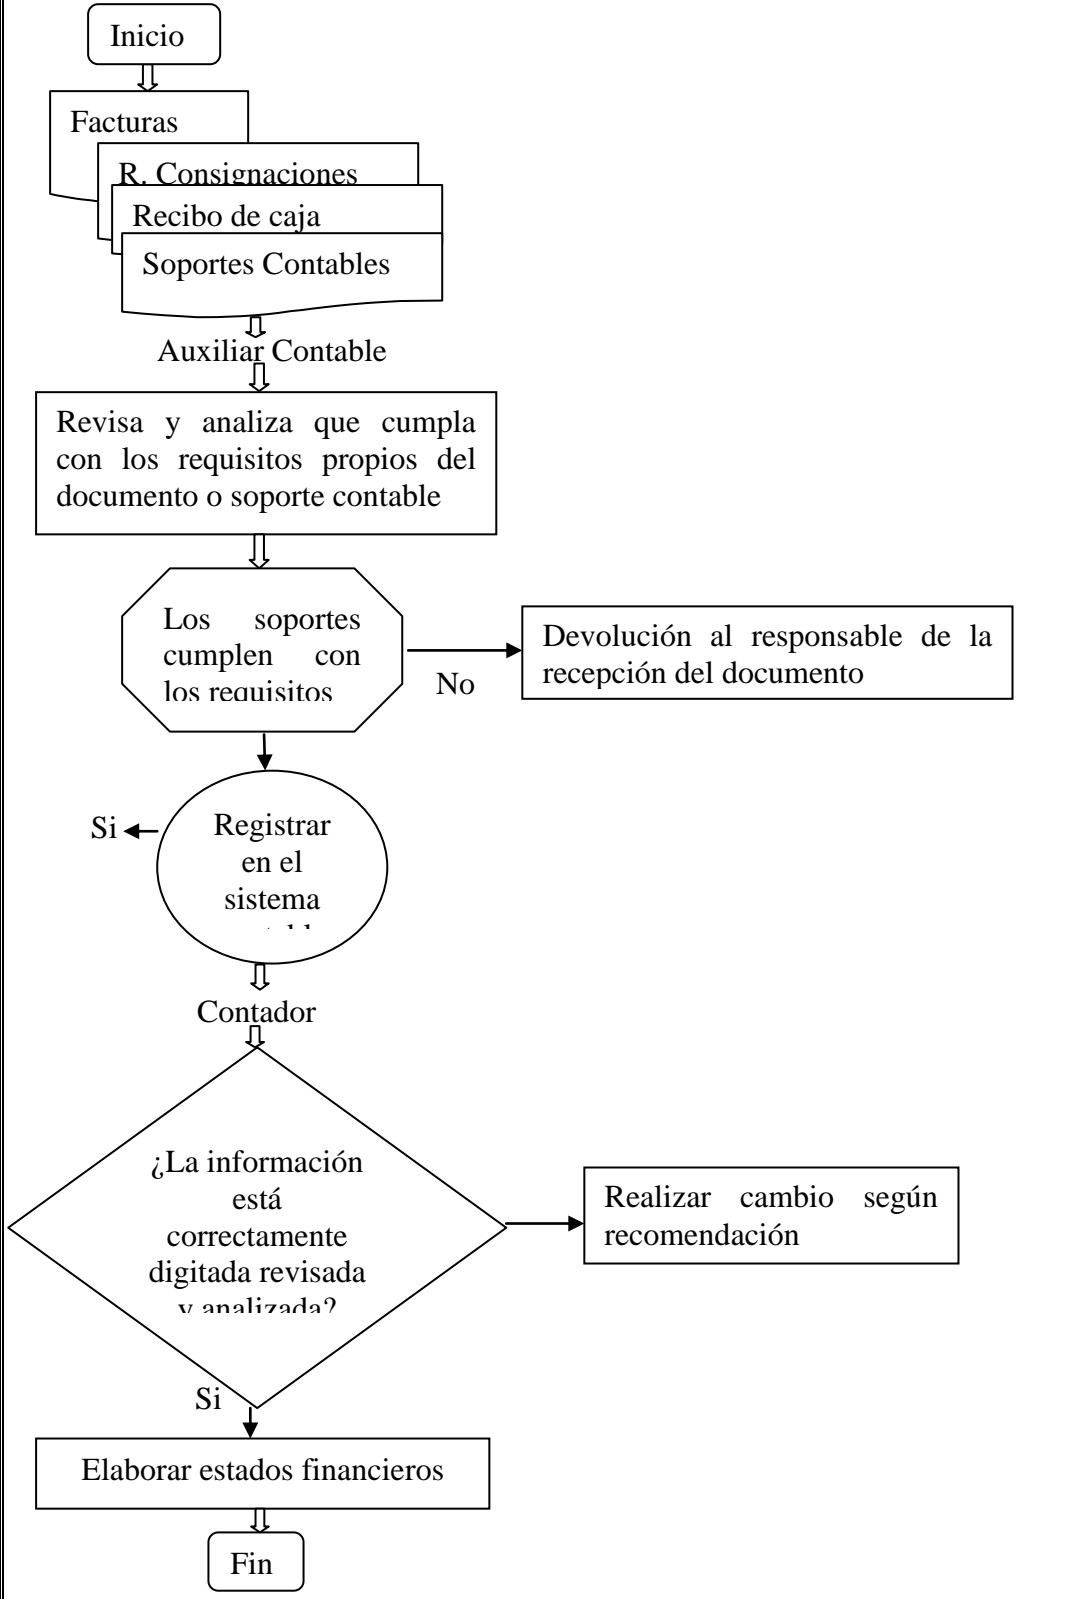 Inicio
Facturas
R. Consignaciones
Recibo de caja
Soportes Contables
Auxiliar Contable
Revisa y analiza que cumpla
con los requisitos propios del
documento o soporte contable
Los soportes
cumplen con
los requisitos
Devolución al responsable de la
recepción del documento
No
Si
Registrar
en el
sistema
Contador
¿La información
está
correctamente
digitada revisada
y analizada?
Realizar cambio según
recomendación
Si
Elaborar estados financieros
Fin